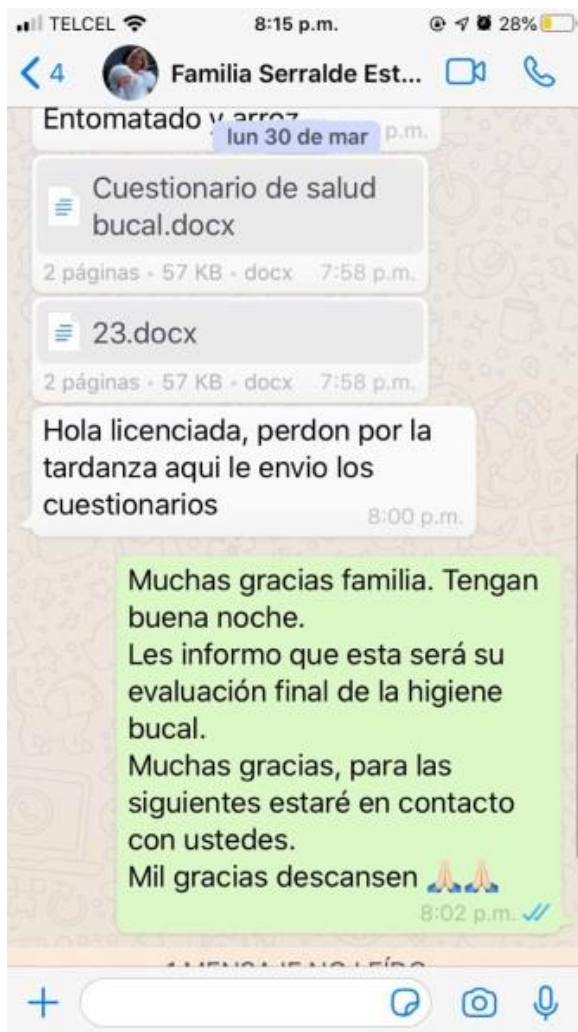 TELCEL 8:15 p.m. 28%
4 Familia Serralde Est...
Entomatado y arroz
p.m.
lun 30 de mar
Cuestionario de salud
bucal.docx
2 páginas • 57 KB • docx 7:58 p.m.
23.docx
2 páginas • 57 KB • docx 7:58 p.m.
Hola licenciada, perdon por la
tardanza aqui le envio los
cuestionarios
8:00 p.m.
Muchas gracias familia. Tengan
buena noche.
Les informo que esta será su
evaluación final de la higiene
bucal.
Muchas gracias, para las
siguientes estaré en contacto
con ustedes.
Mil gracias descansen 🙏🏻🙏🏻
8:02 p.m.
1 MENSAJE NO LEÍDO